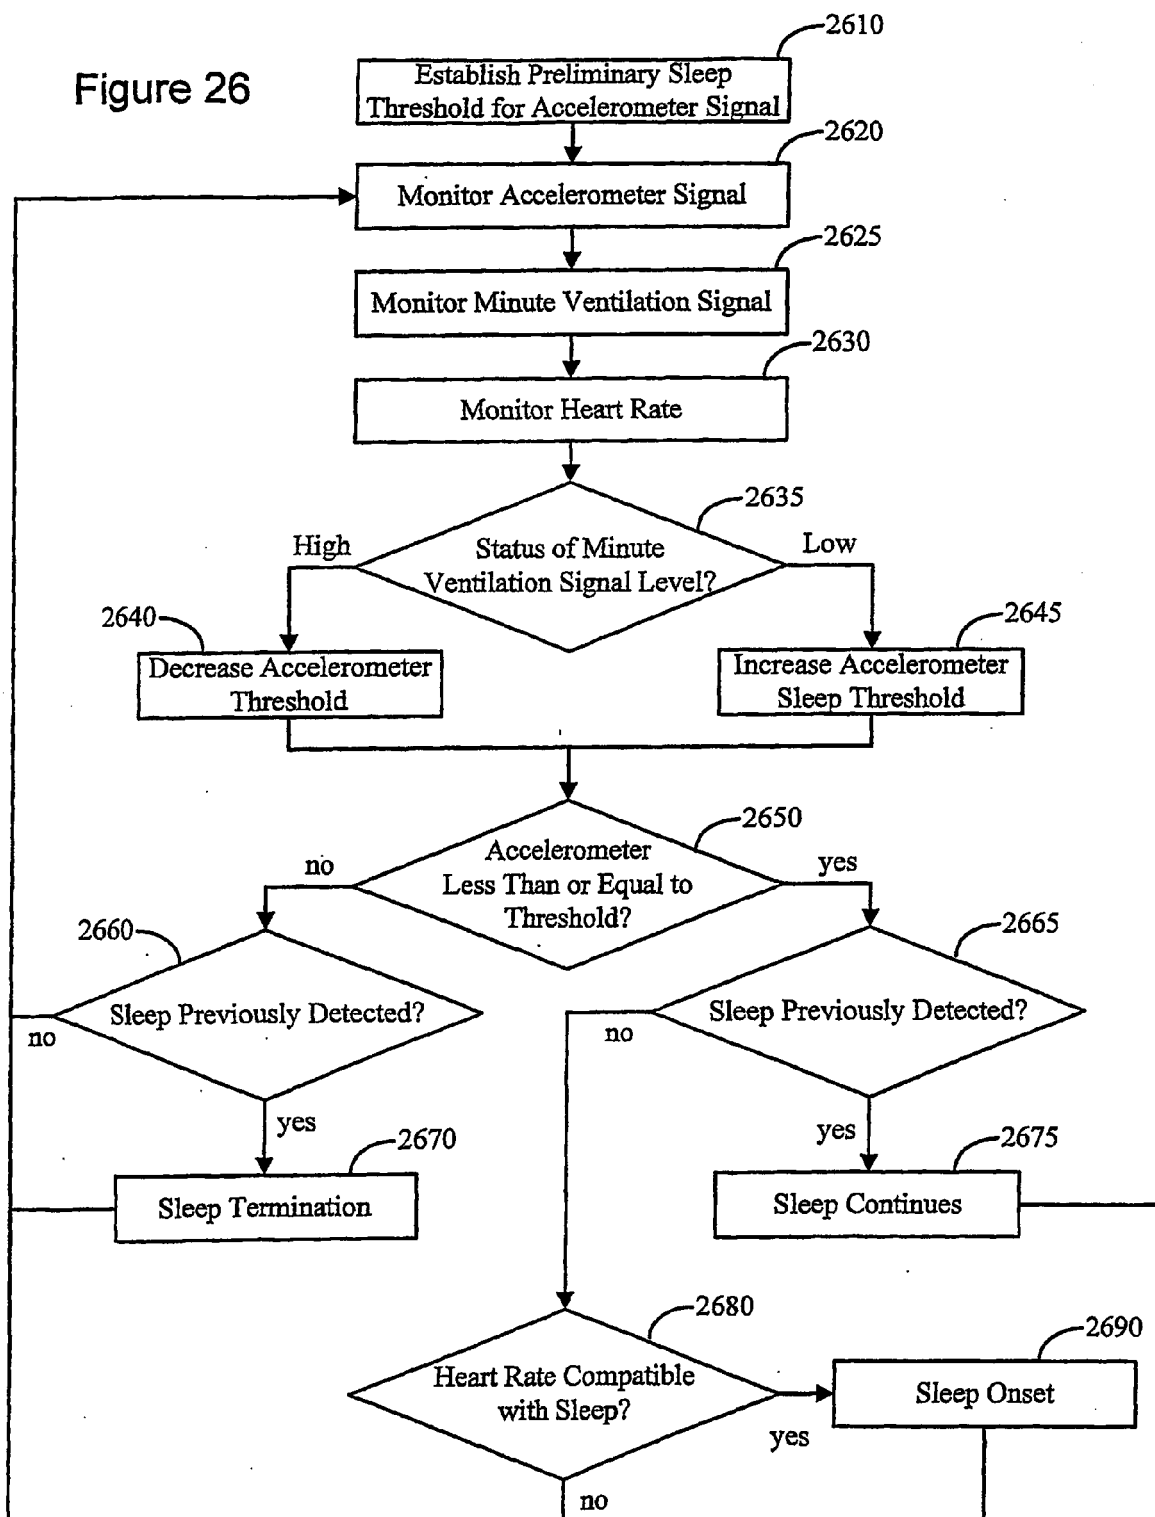 Figure 26
2610
Establish Preliminary Sleep
Threshold for Accelerometer Signal
2620
Monitor Accelerometer Signal
2625
Monitor Minute Ventilation Signal
2630
Monitor Heart Rate
2635
High
Status of Minute
Ventilation Signal Level?
Low
2640
Decrease Accelerometer
Threshold
2645
Increase Accelerometer
Sleep Threshold
2650
no
Accelerometer
Less Than or Equal to
Threshold?
yes
2660
Sleep Previously Detected?
no
yes
2665
Sleep Previously Detected?
no
yes
2670
Sleep Termination
2675
Sleep Continues
2680
Heart Rate Compatible
with Sleep?
yes
no
2690
Sleep Onset